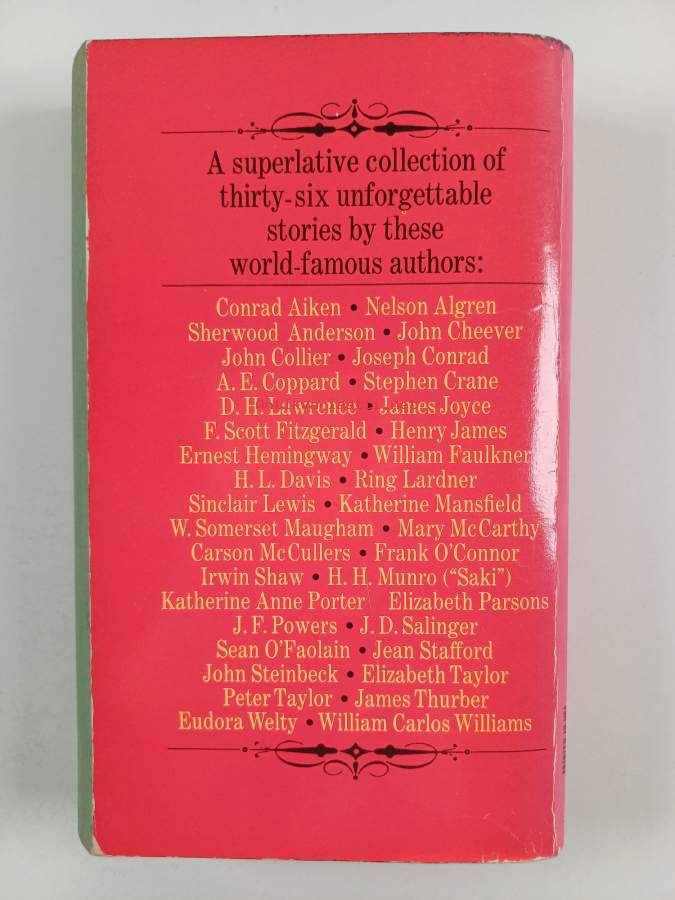 A superlative collection of
thirty-six unforgettable
stories by these
world-famous authors:
Conrad Aiken • Nelson Algren
Sherwood Anderson • John Cheever
John Collier • Joseph Conrad
A. E. Coppard • Stephen Crane
D. H. Lawrence • James Joyce
F. Scott Fitzgerald • Henry James
Ernest Hemingway • William Faulkner
H. L. Davis • Ring Lardner
Sinclair Lewis • Katherine Mansfield
W. Somerset Maugham • Mary McCarthy
Carson McCullers • Frank O'Connor
Irwin Shaw • H. H. Munro (“Saki”)
Katherine Anne Porter Elizabeth Parsons
J. F. Powers • J. D. Salinger
Sean O'Faolain • Jean Stafford
John Steinbeck • Elizabeth Taylor
Peter Taylor • James Thurber
Eudora Welty • William Carlos Williams